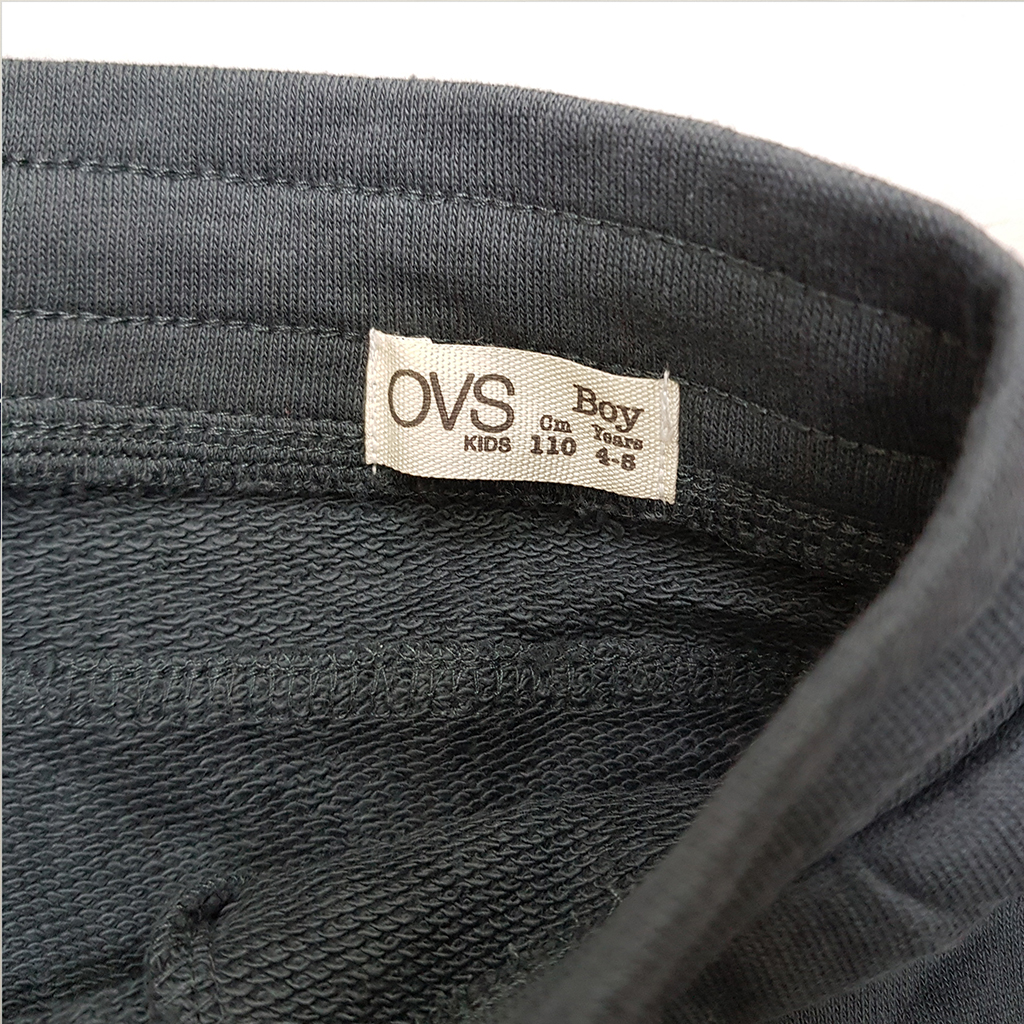 OVS
KIDS
Boy
Cm Years
110 4-5